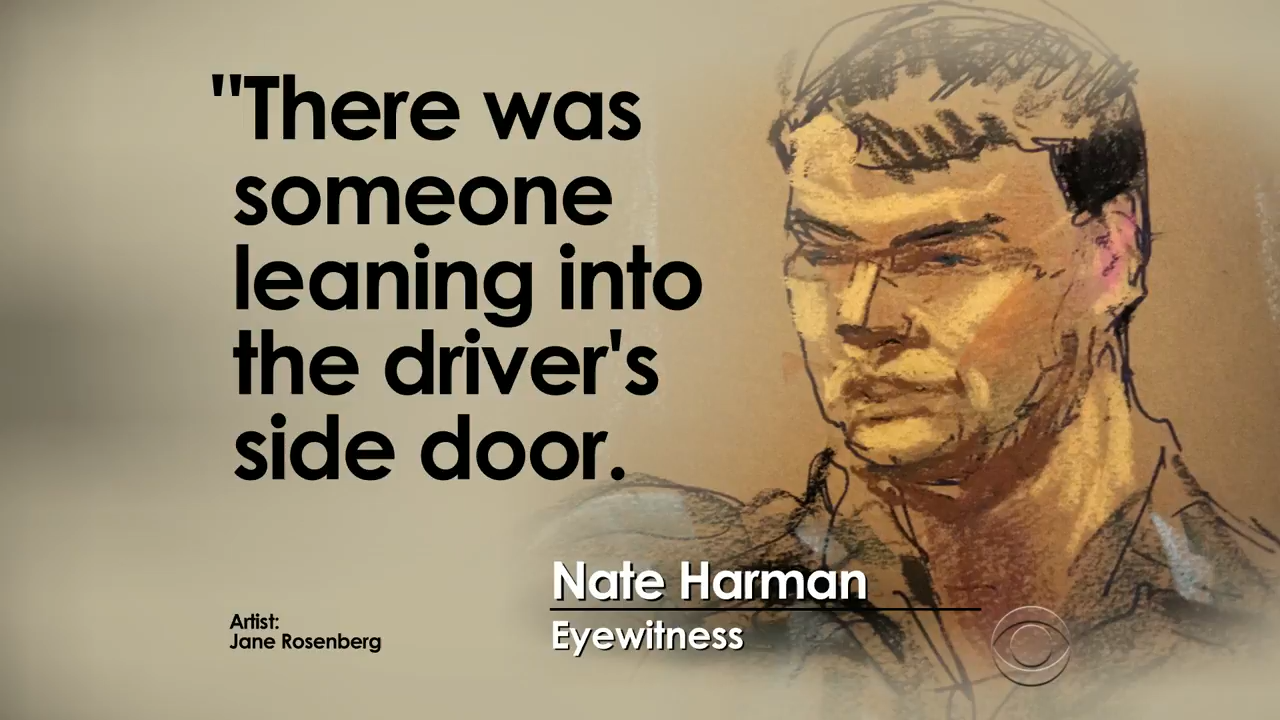 "There was
someone
leaning into
the driver's
side door.
Nate Harman
Eyewitness
Artist:
Jane Rosenberg